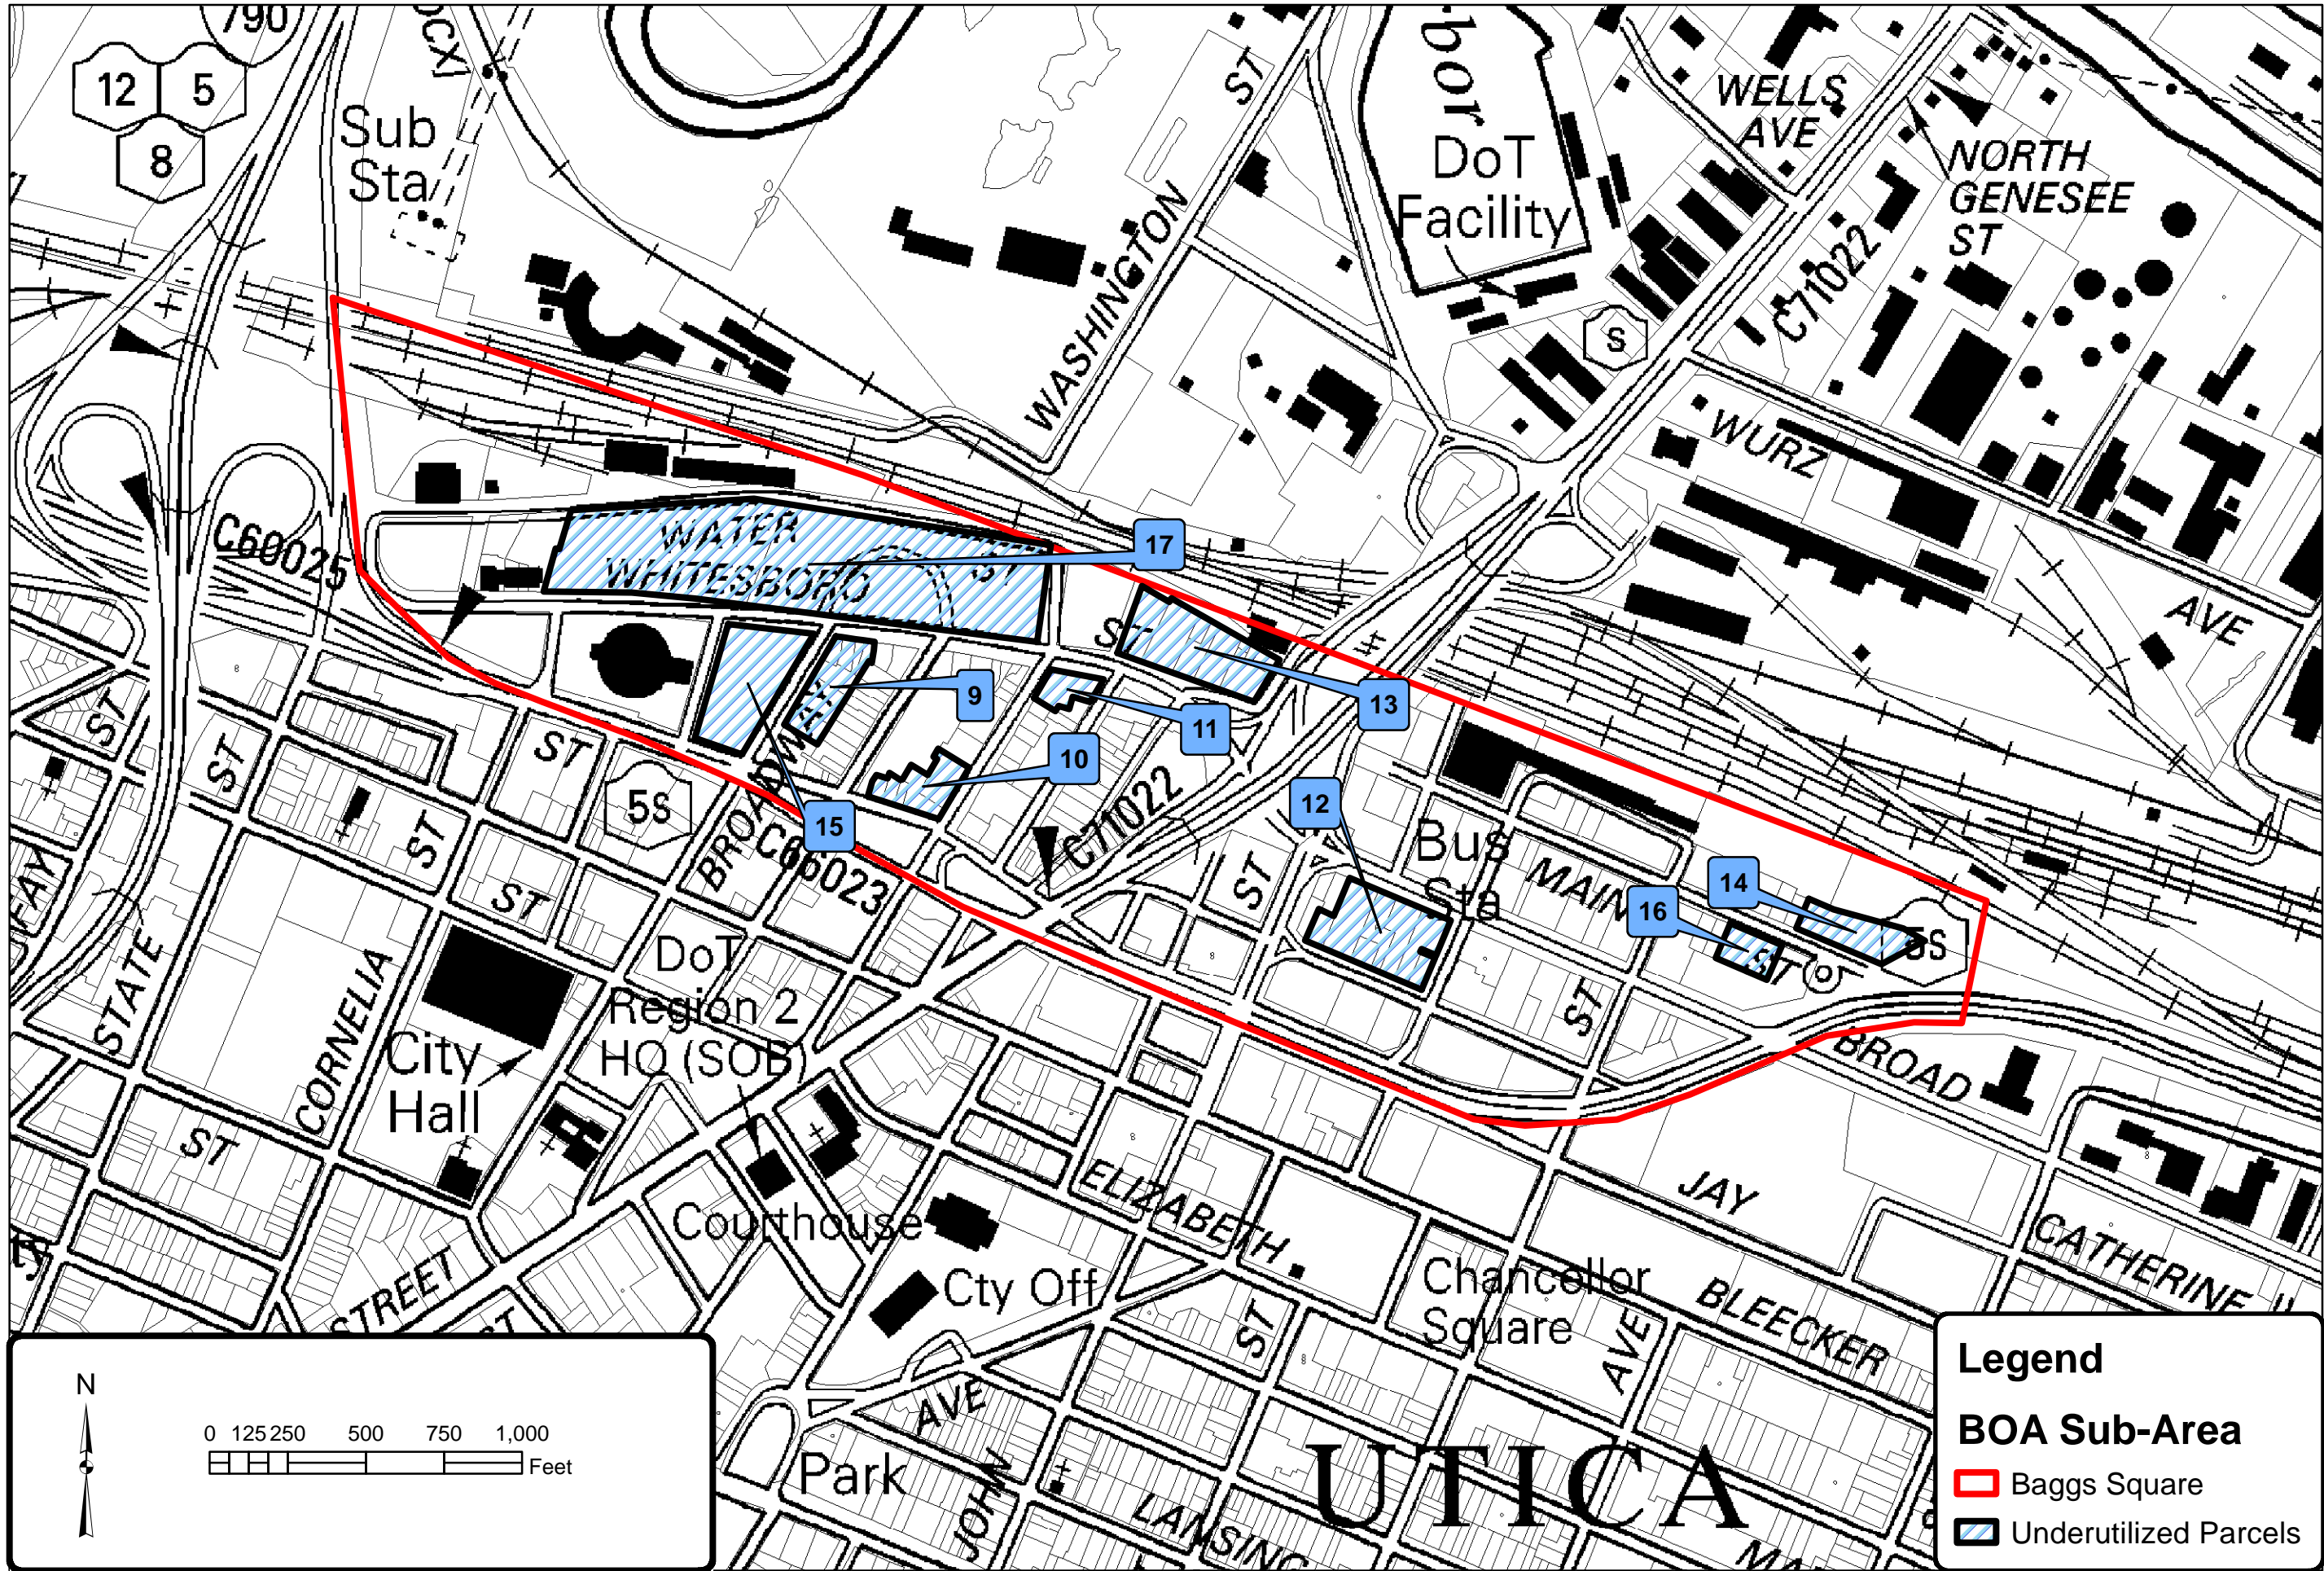 790
12
5
8
Sub
Sta
ST
WASHINGTON
bor
DoT
Facility
WELLS
AVE
NORTH
GENESEE
ST
C71022
S
WURZ
AVE
C60025
WATER
ST
WHITESBORO
ST
17
9
13
11
10
15
12
14
16
ST
ST
ST
ST
ST
5S
BROADWAY
C66023
C71022
ST
Bus
Sta
MAIN
ST
5S
ST
BROAD
STATE
CORNELIA
City
Hall
DoT
Region 2
HQ (SOB)
ST
STREET
ST
Courthouse
Cty Off
ELIZABETH
JAY
CATHERINE
Chancellor
Square
BLEECKER
ST
AVE
AVE
Park
JOHN
LANSING
UTICA
N
0 125 250 500 750 1,000
Feet
Legend
BOA Sub-Area
Baggs Square
Underutilized Parcels